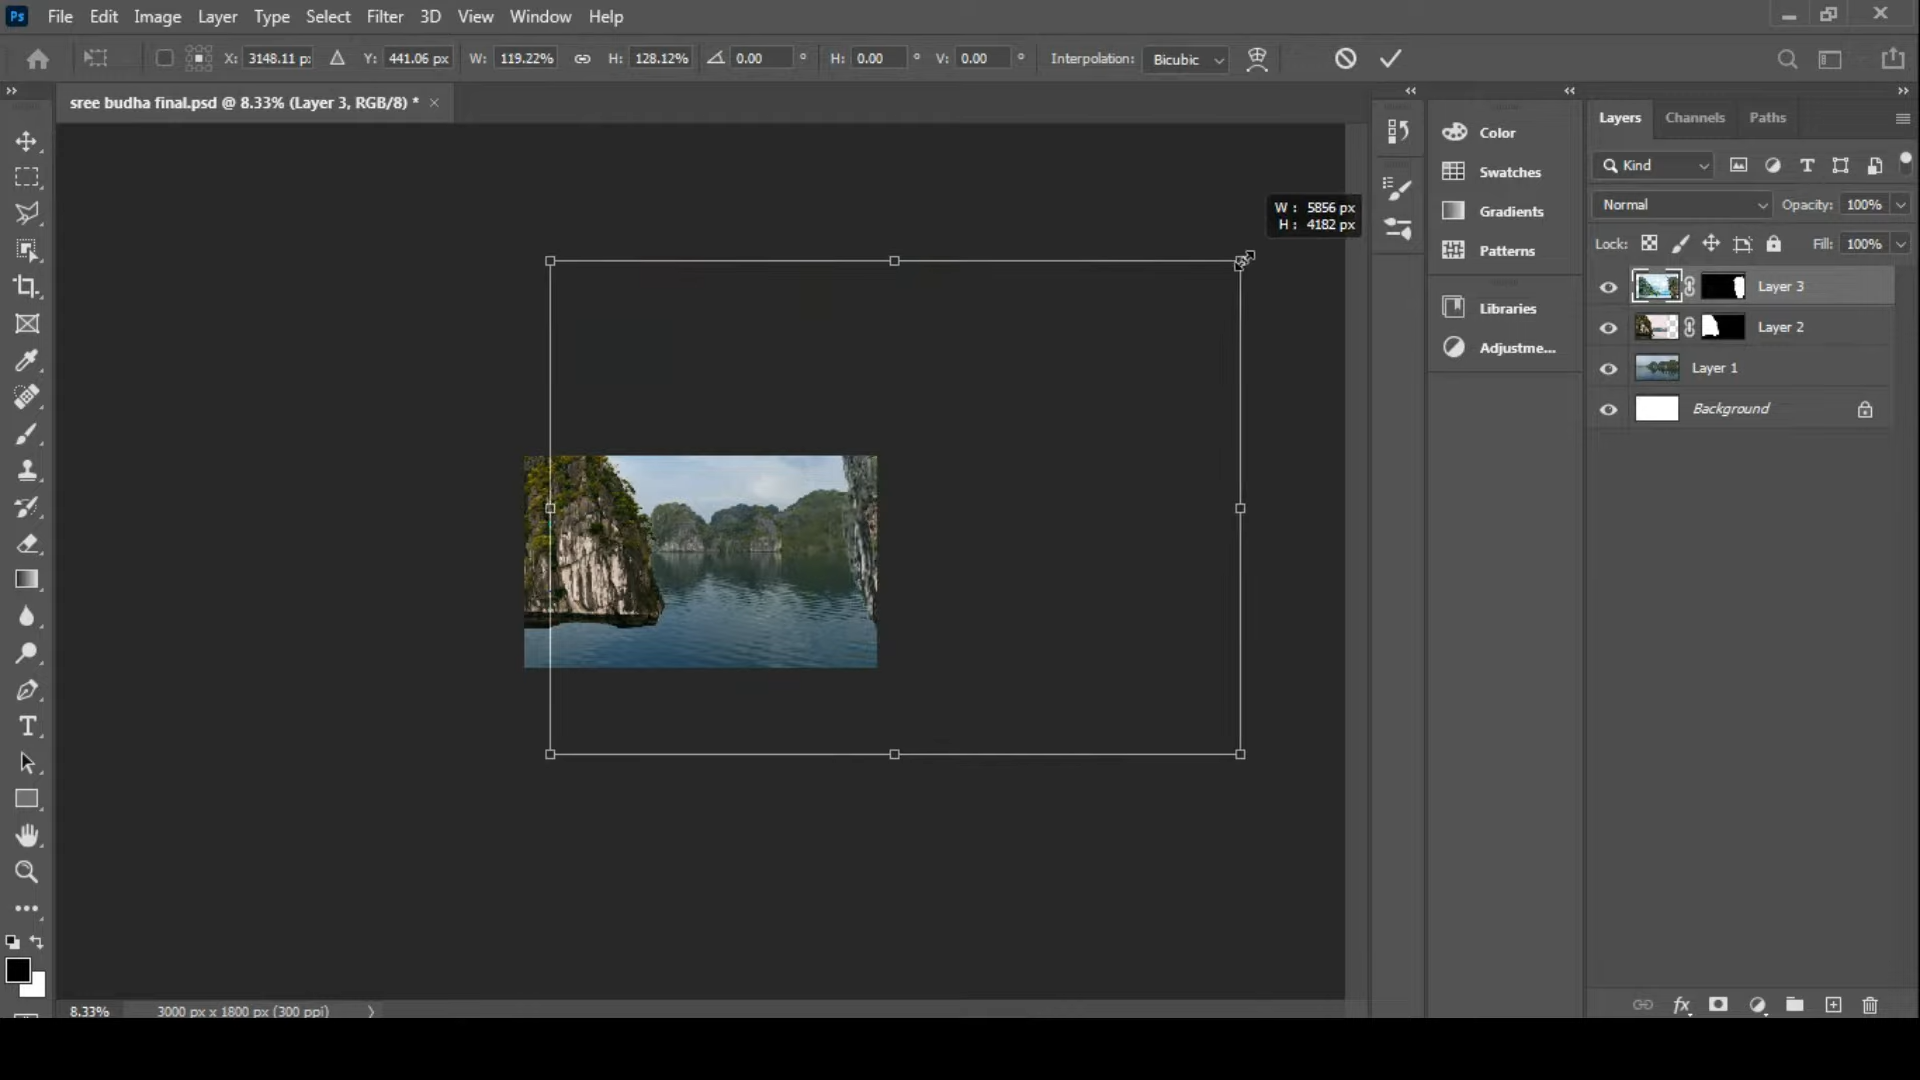 Ps File Edit Image Layer Type Select Filter 3D View Window Help
X: 3148.11 p Y: 441.06 px W: 119.22% H: 128.12% 0.00 ° H: 0.00 ° V: 0.00 ° Interpolation: Bicubic
sree budha final.psd @ 8.33% (Layer 3, RGB/8) * ×
W : 5856 px
H : 4182 px
Color
Swatches
Gradients
Patterns
Libraries
Adjustme...
Layers Channels Paths
Kind
Normal Opacity: 100%
Lock: Fill: 100%
Layer 3
Layer 2
Layer 1
Background
fx
8.33% 3000 px x 1800 px (300 ppi)